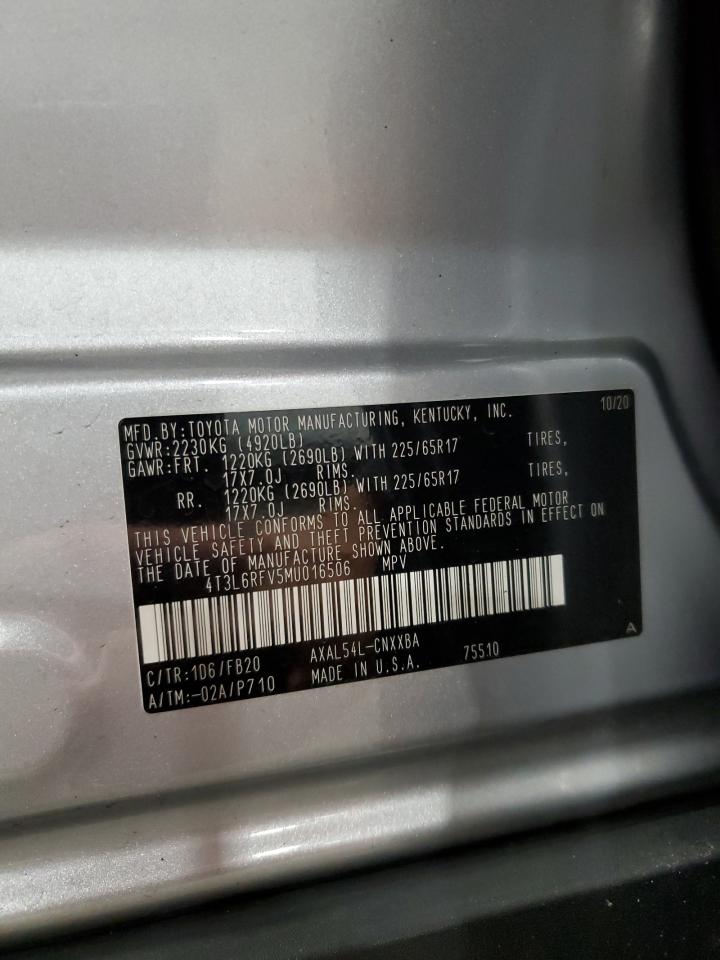 MFD. BY: TOYOTA MOTOR MANUFACTURING, KENTUCKY, INC. 10/20
GVWR: 2230KG (4920LB)
GAWR: FRT. 1220KG (2690LB) WITH 225/65R17 TIRES,
17X7.0J RIMS.
RR. 1220KG (2690LB) WITH 225/65R17 TIRES,
17X7.0J RIMS.
THIS VEHICLE CONFORMS TO ALL APPLICABLE FEDERAL MOTOR
VEHICLE SAFETY AND THEFT PREVENTION STANDARDS IN EFFECT ON
THE DATE OF MANUFACTURE SHOWN ABOVE.
4T3L6RFV5MU016506 MPV
C/TR: 1D6/FB20 AXAL54L-CNXXBA 75510 A
A/TM: -02A/P710 MADE IN U.S.A.